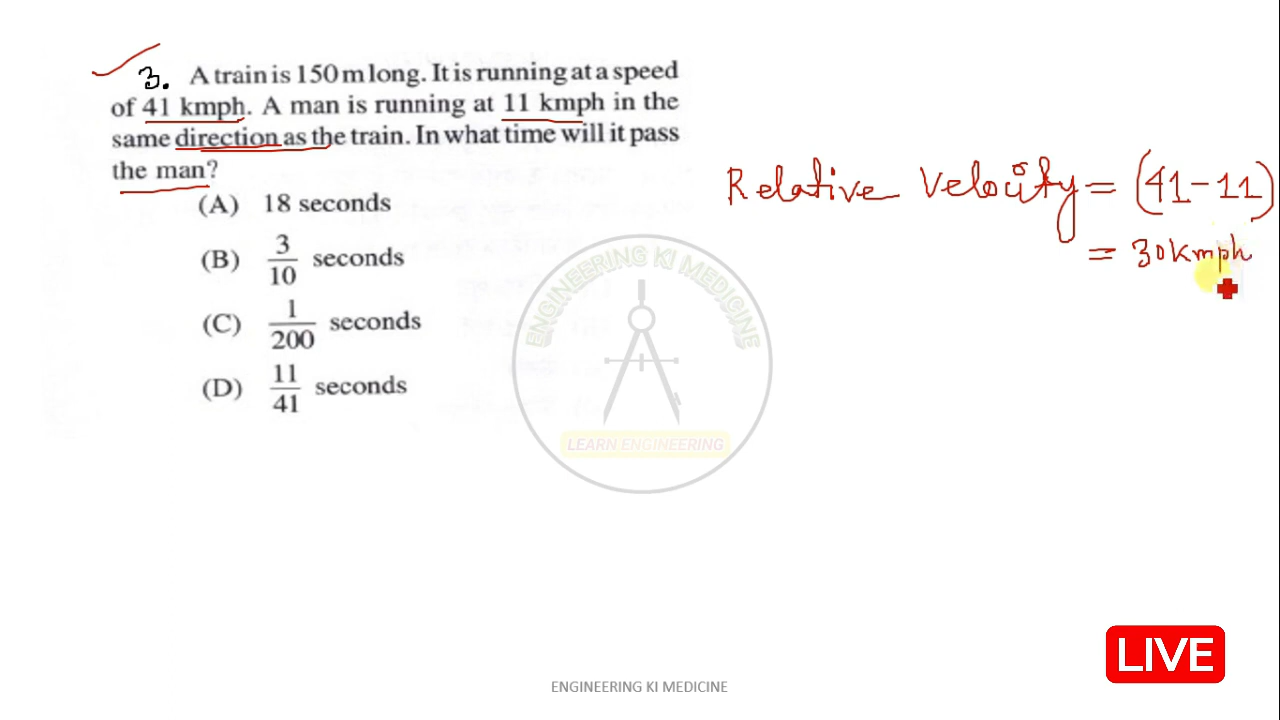 3. A train is 150 m long. It is running at a speed
of 41 kmph. A man is running at 11 kmph in the
same direction as the train. In what time will it pass
the man?
(A) 18 seconds
(B) 3/10 seconds
(C) 1/200 seconds
(D) 11/41 seconds
Relative Velocity = (41-11)
= 30kmph
ENGINEERING KI MEDICINE
LEARN ENGINEERING
LIVE
ENGINEERING KI MEDICINE